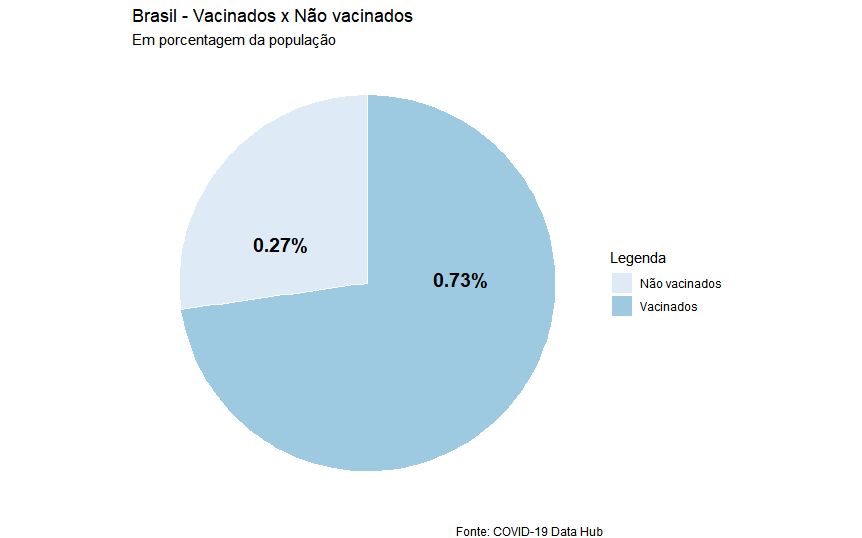 Brasil - Vacinados x Não vacinados
Em porcentagem da população
0.27%
0.73%
Legenda
Não vacinados
Vacinados
Fonte: COVID-19 Data Hub